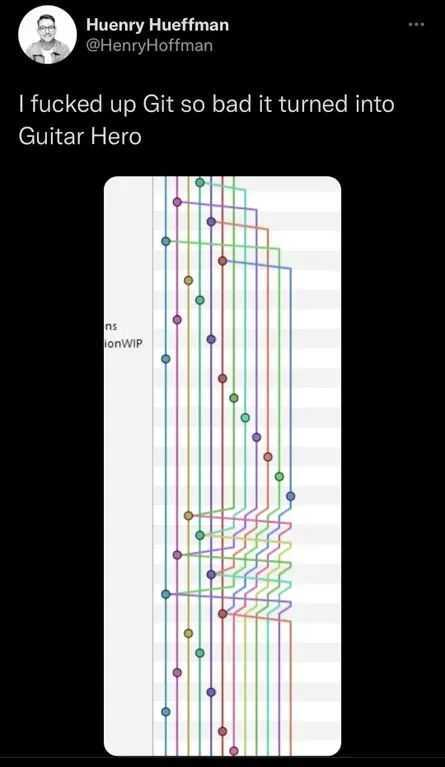 Huenry Hueffman
@HenryHoffman
I fucked up Git so bad it turned into
Guitar Hero
ns
ionWIP